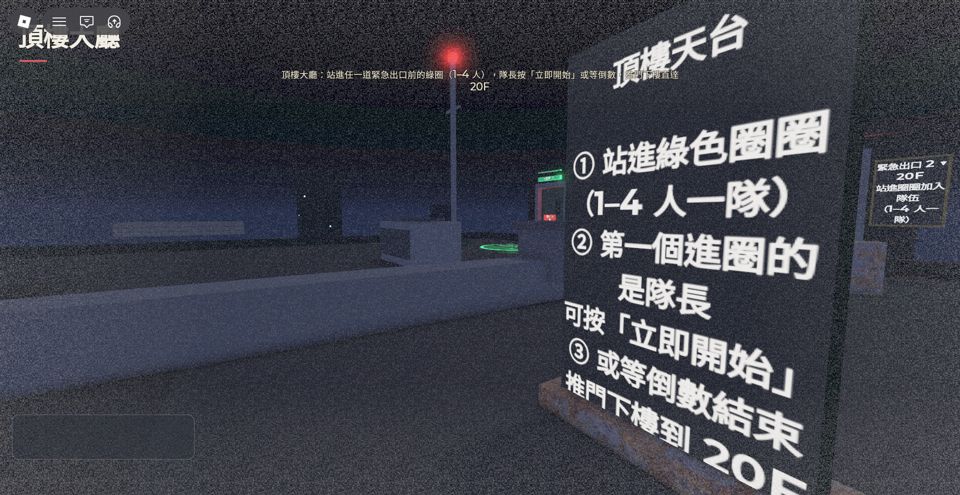 頂樓大廳
頂樓大廳：站進任一道緊急出口前的綠圈（1–4 人），隊長按「立即開始」或等倒數
20F
頂樓天台
① 站進綠色圈圈
（1–4 人一隊）
② 第一個進圈的
是隊長
可按「立即開始」
③ 或等倒數結束
推門下樓到 20F
緊急出口 2
20F
站進圈圈加入
隊伍
（1–4 人一
隊）